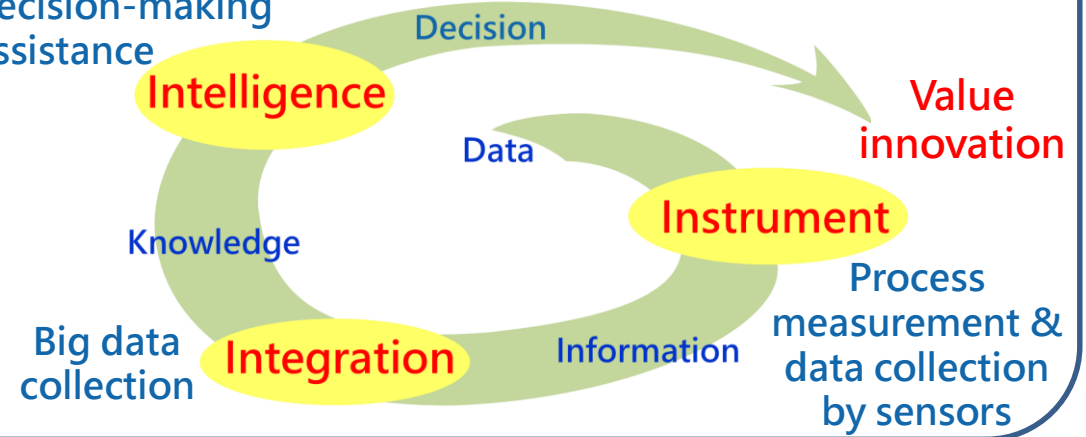 ecision-making
ssistance
Decision
Intelligence
Value
innovation
Data
Instrument
Knowledge
Process
measurement &
data collection
by sensors
Big data
collection
Integration
Information